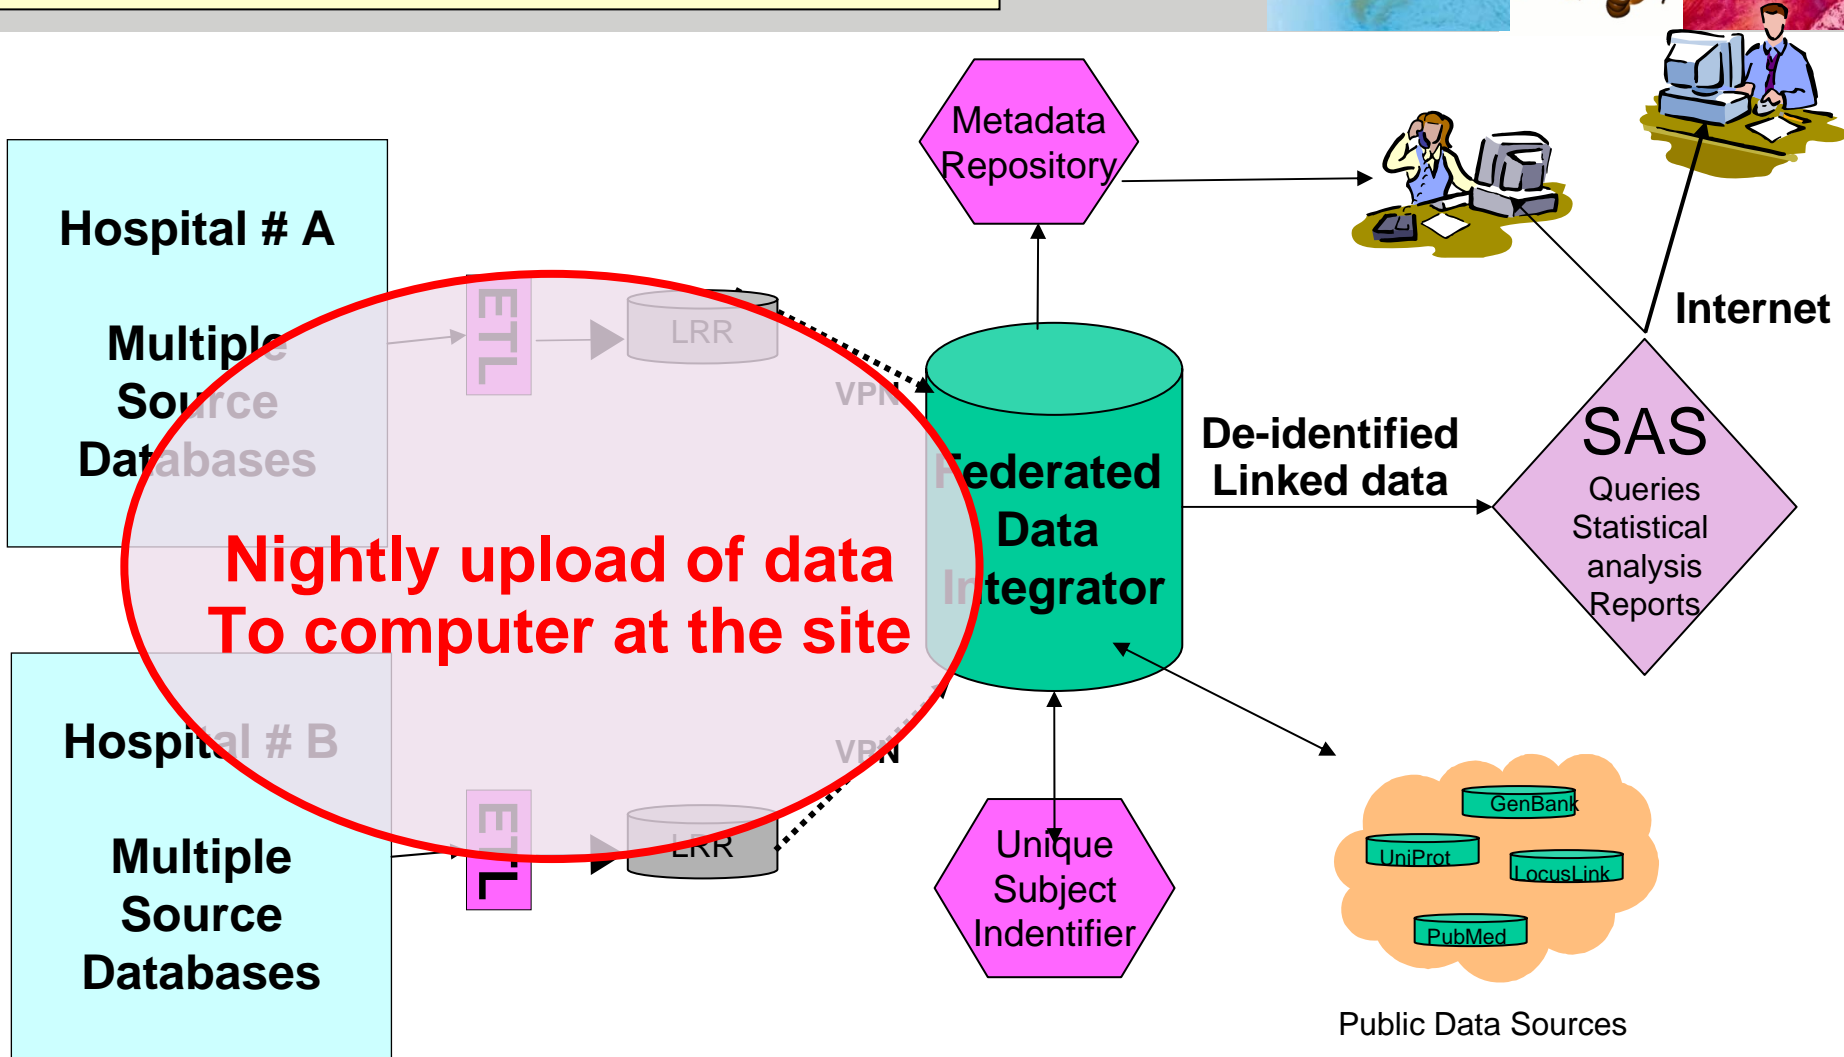 Metadata
Repository
Hospital # A
Multiple
Source
Databases
ETL
LRR
VPN
Internet
Federated
Data
Integrator
De-identified
Linked data
SAS
Queries
Statistical
analysis
Reports
Nightly upload of data
To computer at the site
Hospital # B
Multiple
Source
Databases
ETL
LRR
VPN
Unique
Subject
Indentifier
GenBank
UniProt
LocusLink
PubMed
Public Data Sources